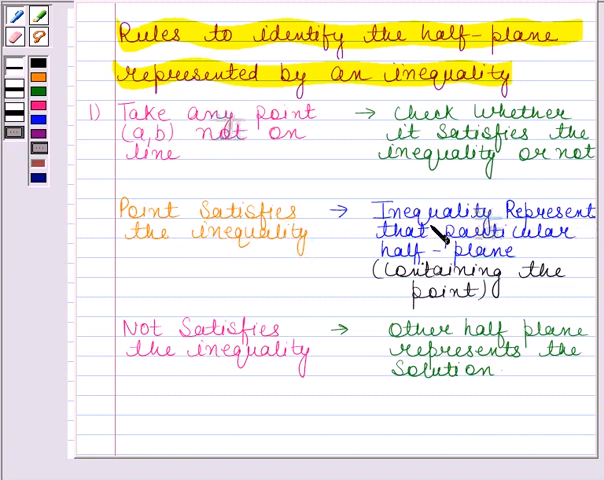 Rules to identify the half-plane
represented by an inequality
1) Take any point → Check whether
(a,b) not on it satisfies the
line inequality or not
Point Satisfies → Inequality Represent
the inequality that particular
half-plane
(containing the
point)
Not Satisfies → Other half plane
the inequality represents the
Solution